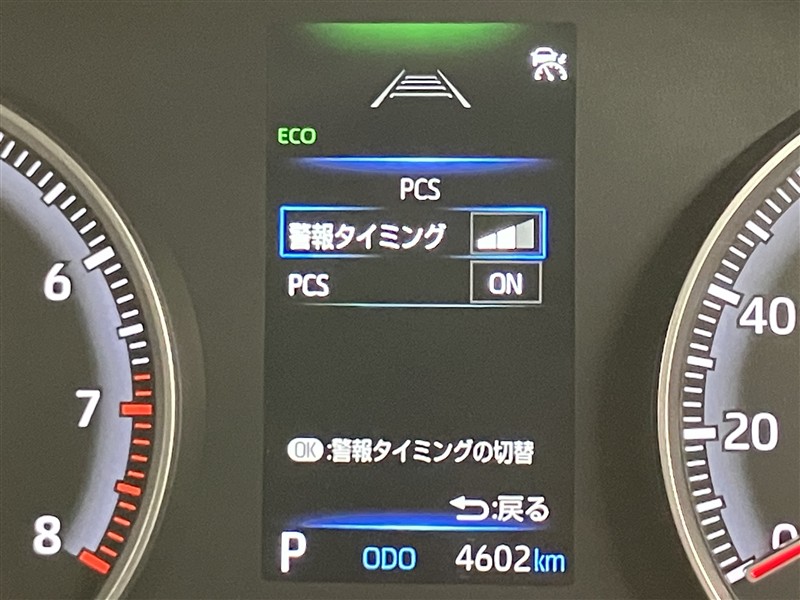 ECO
PCS
警報タイミング
PCS ON
OK:警報タイミングの切替
:戻る
P ODO 4602km
6
7
8
40
20
0